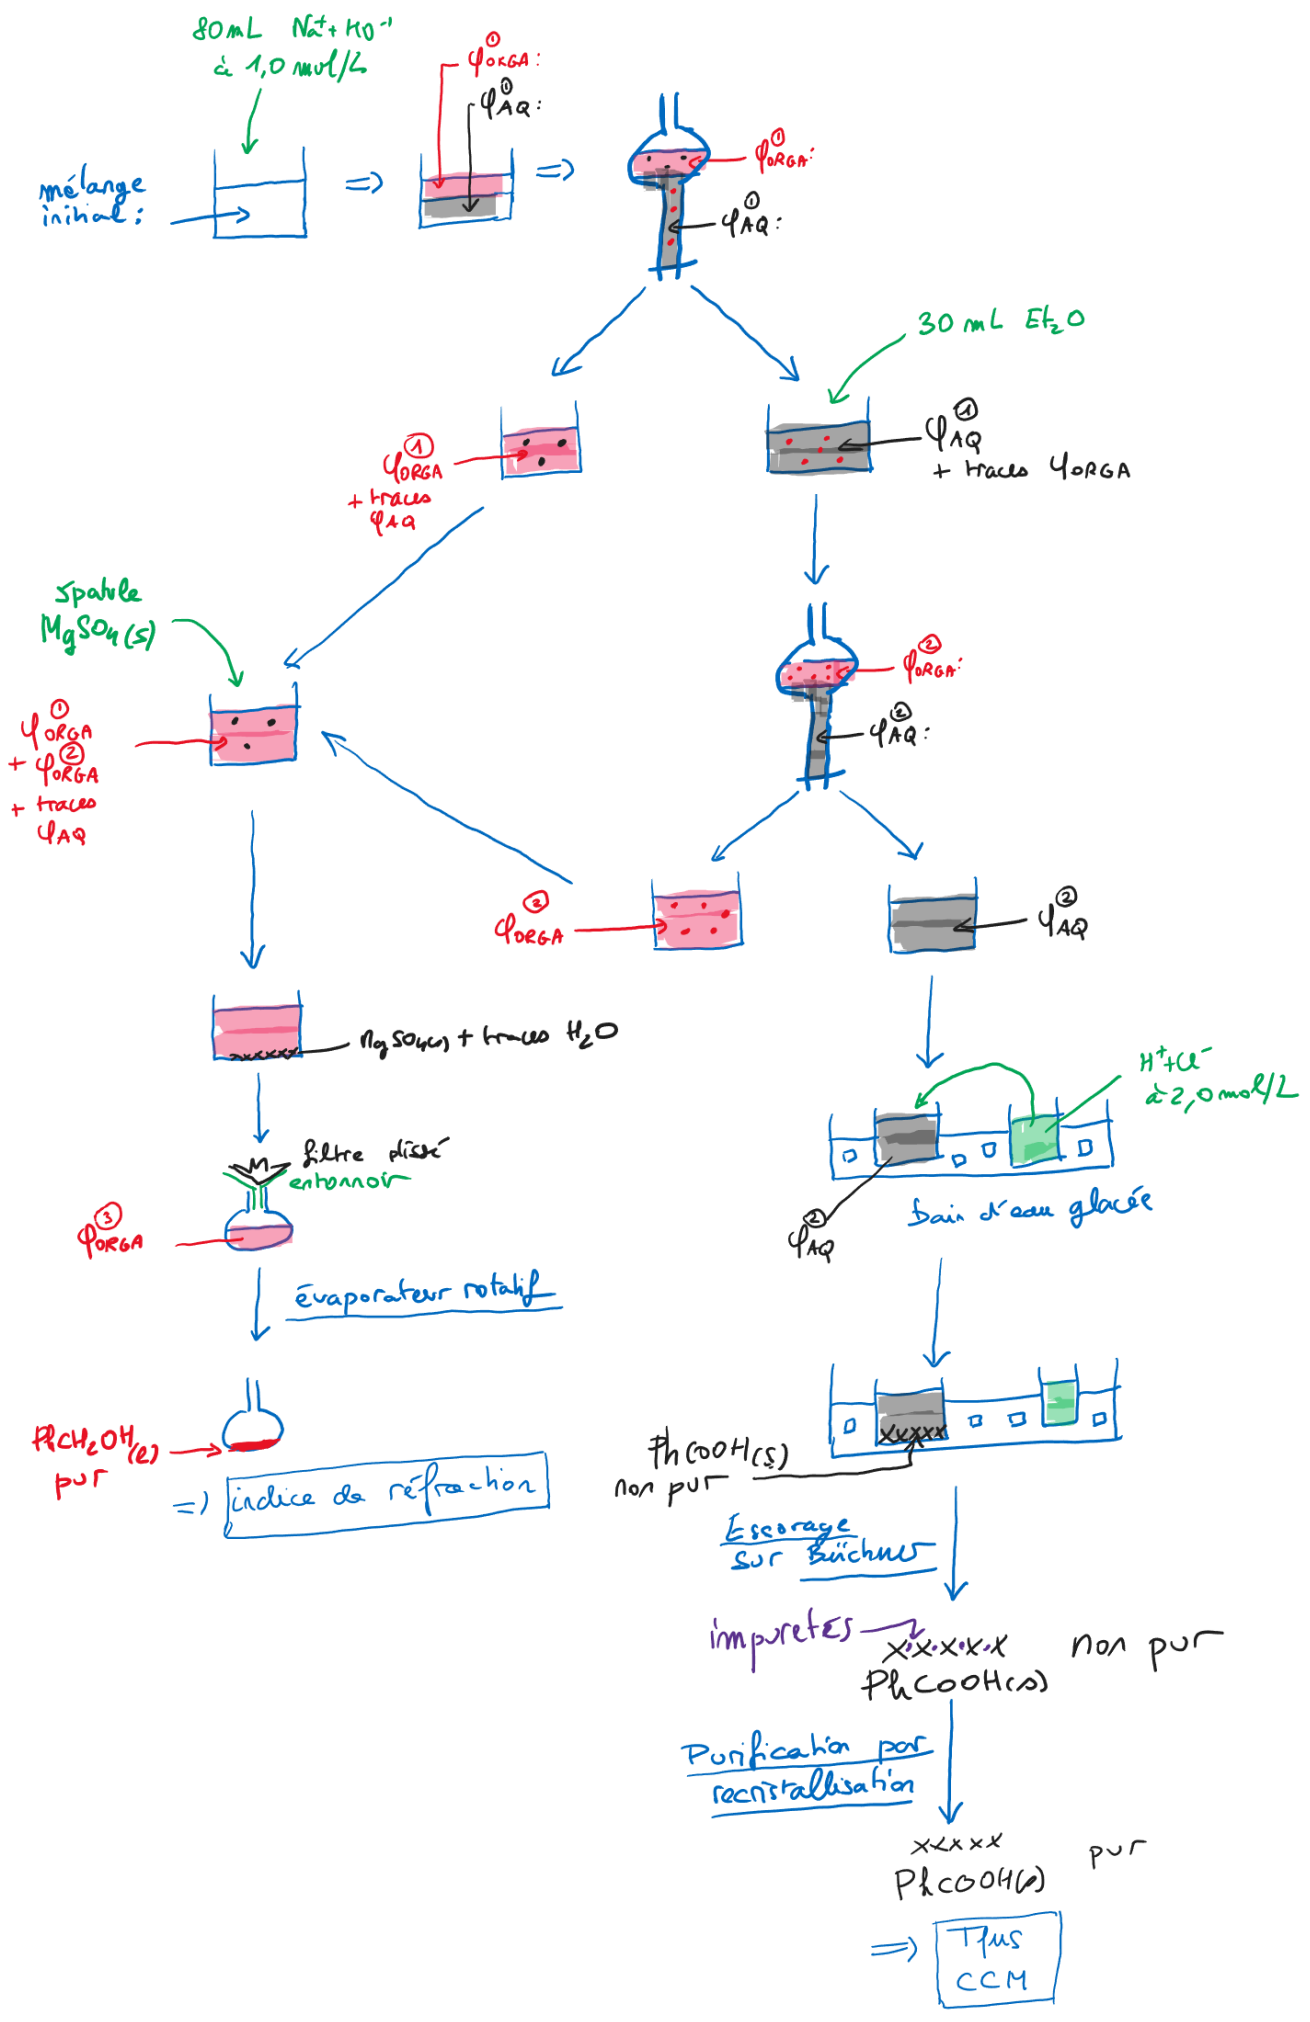 80mL Na⁺+HO⁻
à 1,0 mol/L
φORGA① :
φAQ① :
mélange
initial :
⇒
⇒
φORGA① :
φAQ① :
30 mL Et₂O
φORGA①
+ traces
φAQ
φAQ①
+ traces φORGA
spatule
MgSO₄(s)
φORGA② :
φAQ② :
φORGA①
+ φORGA②
+ traces
φAQ
φORGA②
φAQ②
MgSO₄(s) + traces H₂O
H⁺+Cl⁻
à 2,0 mol/L
filtre plissé
entonnoir
φORGA③
φAQ②
bain d'eau glacée
évaporateur rotatif
PhCH₂OH(l)
pur
⇒ indice de réfraction
PhCOOH(s)
non pur
Essorage
sur Büchner
impuretés
xxxxx non pur
PhCOOH(s)
Purification par
recristallisation
xxxxx pur
PhCOOH(s)
⇒ Tfus
CCM